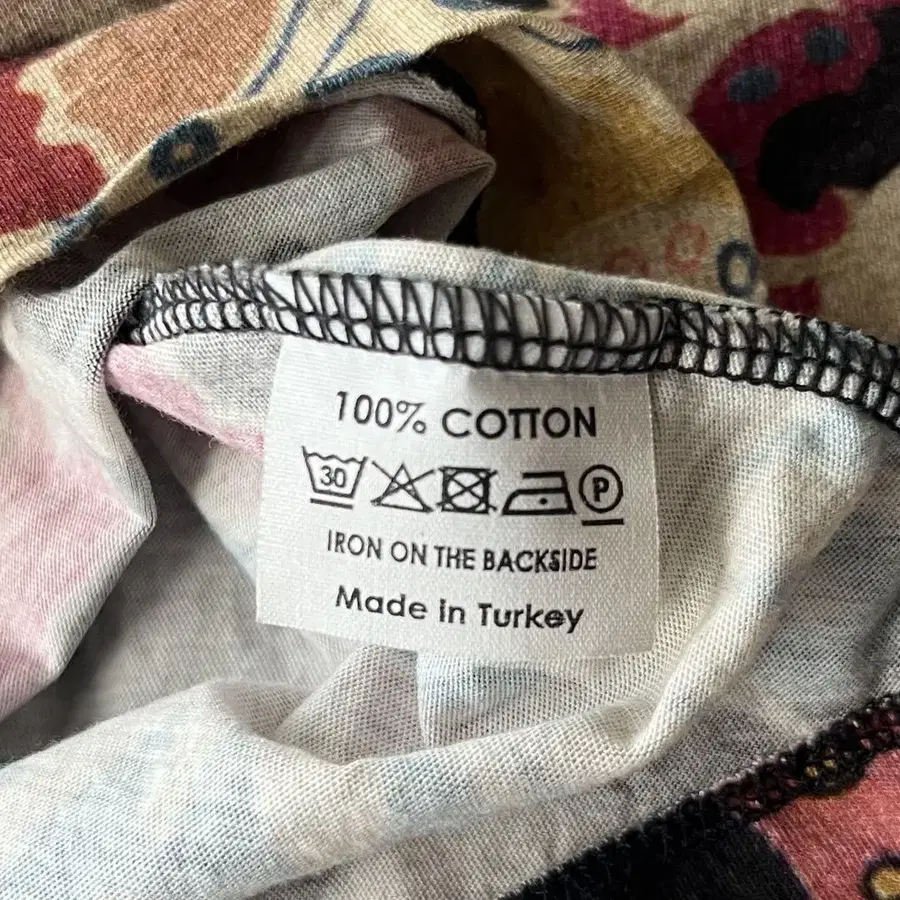 100% COTTON
30 P
IRON ON THE BACKSIDE
Made in Turkey